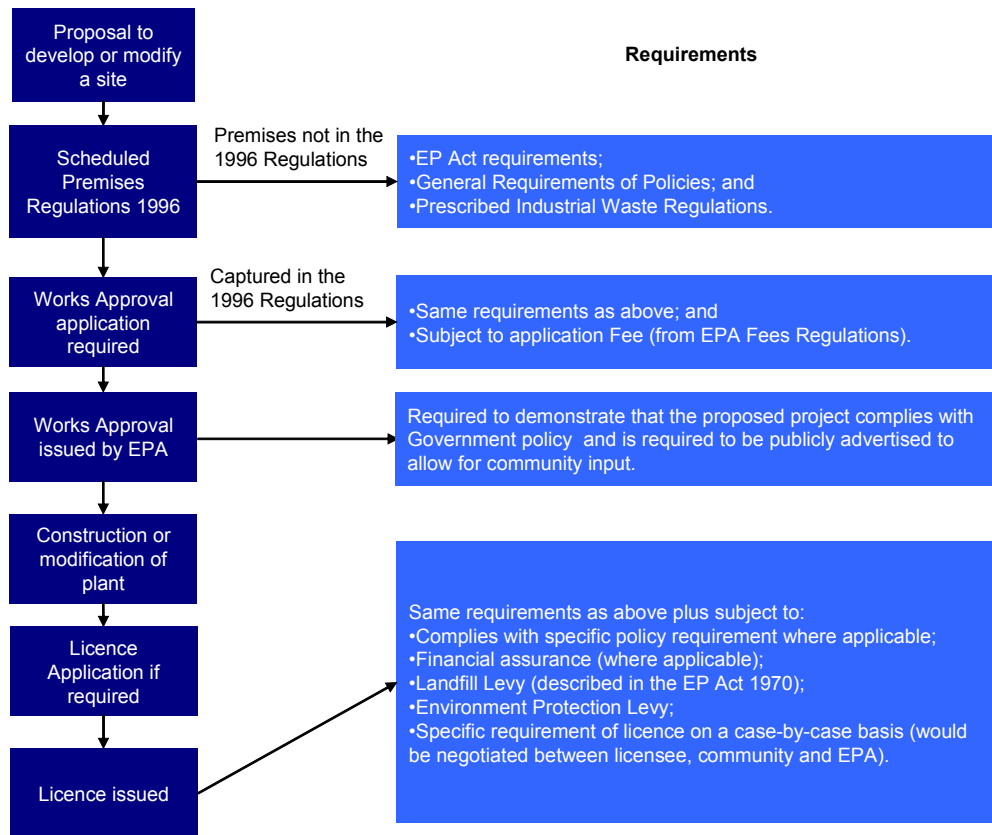 Proposal to
develop or modify
a site
Requirements
Premises not in the
1996 Regulations
Scheduled
Premises
Regulations 1996
•EP Act requirements;
•General Requirements of Policies; and
•Prescribed Industrial Waste Regulations.
Captured in the
1996 Regulations
Works Approval
application
required
•Same requirements as above; and
•Subject to application Fee (from EPA Fees Regulations).
Works Approval
issued by EPA
Required to demonstrate that the proposed project complies with
Government policy  and is required to be publicly advertised to
allow for community input.
Construction or
modification of
plant
Licence
Application if
required
Licence issued
Same requirements as above plus subject to:
•Complies with specific policy requirement where applicable;
•Financial assurance (where applicable);
•Landfill Levy (described in the EP Act 1970);
•Environment Protection Levy;
•Specific requirement of licence on a case-by-case basis (would
be negotiated between licensee, community and EPA).